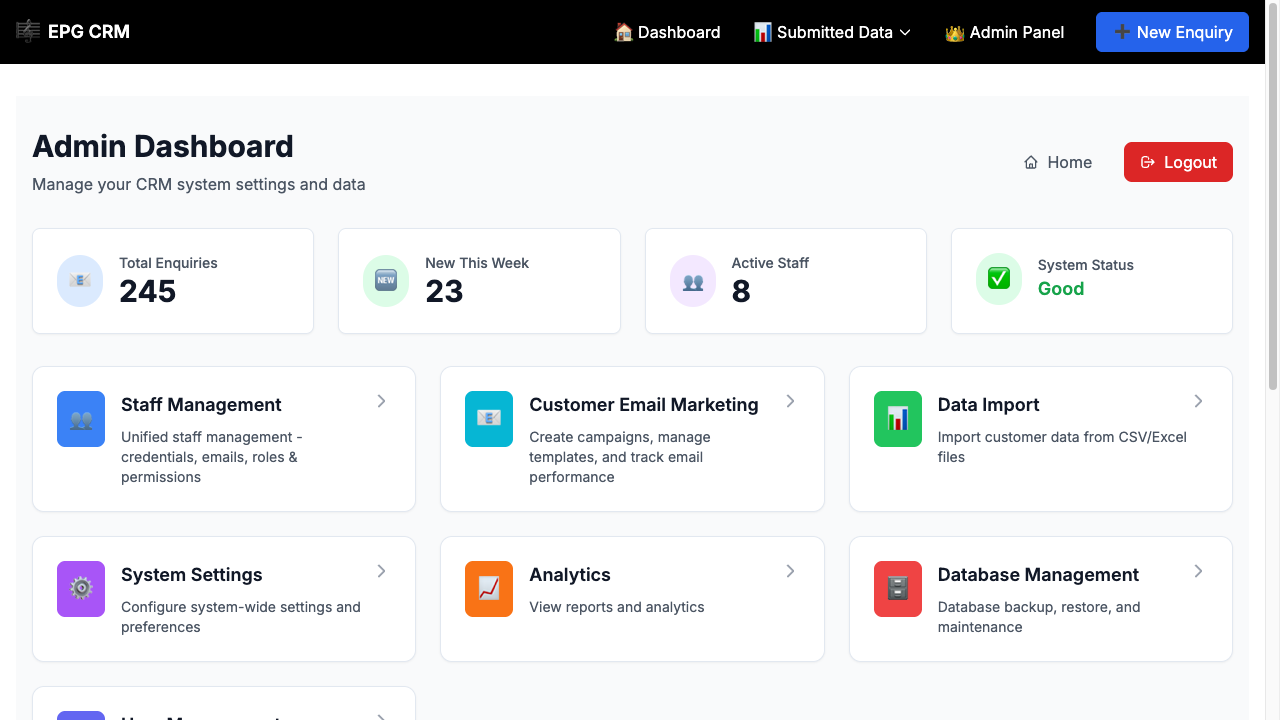 EPG CRM
Dashboard
Submitted Data
Admin Panel
New Enquiry
Admin Dashboard
Manage your CRM system settings and data
Home
Logout
Total Enquiries
245
NEW
New This Week
23
Active Staff
8
System Status
Good
Staff Management
Unified staff management -
credentials, emails, roles &
permissions
Customer Email Marketing
Create campaigns, manage
templates, and track email
performance
Data Import
Import customer data from CSV/Excel
files
System Settings
Configure system-wide settings and
preferences
Analytics
View reports and analytics
Database Management
Database backup, restore, and
maintenance